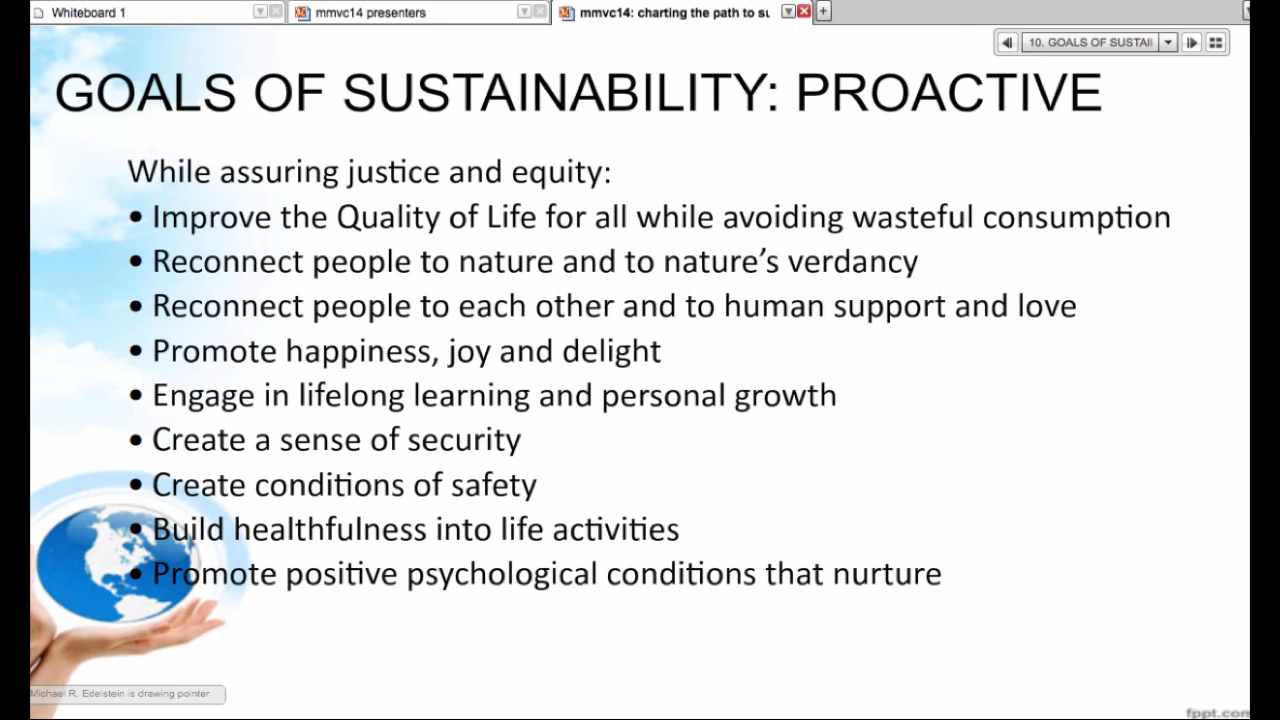 Whiteboard 1
mmvc14 presenters
mmvc14: charting the path to su
10. GOALS OF SUSTAI
GOALS OF SUSTAINABILITY: PROACTIVE
While assuring justice and equity:
• Improve the Quality of Life for all while avoiding wasteful consumption
• Reconnect people to nature and to nature’s verdancy
• Reconnect people to each other and to human support and love
• Promote happiness, joy and delight
• Engage in lifelong learning and personal growth
• Create a sense of security
• Create conditions of safety
• Build healthfulness into life activities
• Promote positive psychological conditions that nurture
Michael R. Edelstein is drawing pointer
fppt.com